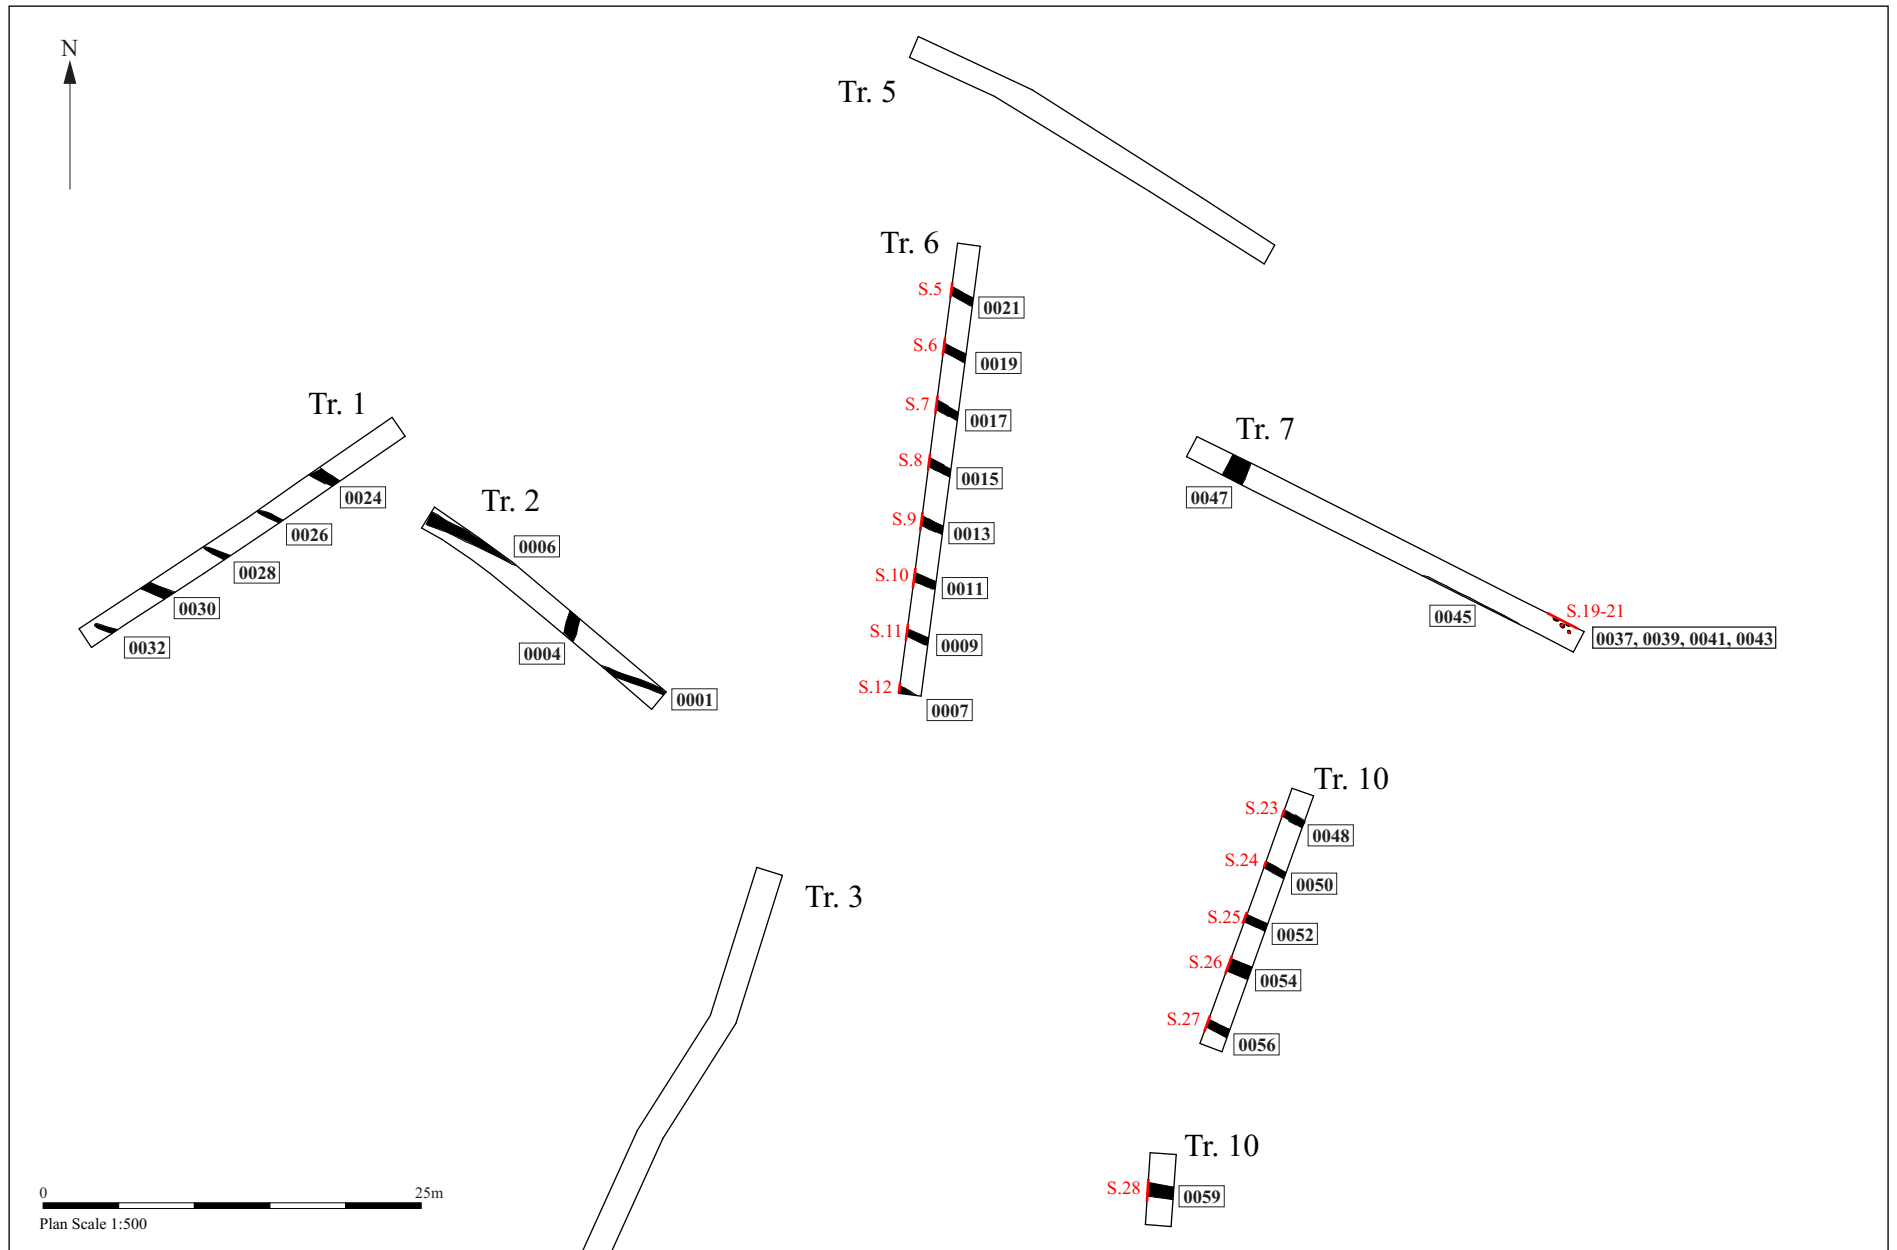 N
Tr. 5
Tr. 6
S.5
0021
S.6
0019
S.7
0017
S.8
0015
S.9
0013
S.10
0011
S.11
0009
S.12
0007
Tr. 1
0024
0026
0028
0030
0032
Tr. 2
0006
0004
0001
Tr. 7
0047
0045
S.19-21
0037, 0039, 0041, 0043
Tr. 10
S.23
0048
S.24
0050
S.25
0052
S.26
0054
S.27
0056
Tr. 3
Tr. 10
S.28
0059
0 25m
Plan Scale 1:500